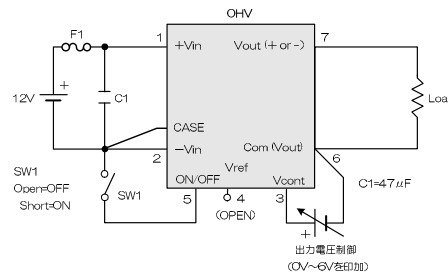 OHV
F1
1
+Vin
Vout (+ or -)
7
12V
+
C1
Loa
CASE
2
-Vin
Com (Vout)
6
SW1
Open=OFF
Short=ON
SW1
ON/OFF
Vref
Vcont
5
4
3
(OPEN)
C1=47μF
+
出力電圧制御
(0V~6Vを印加)